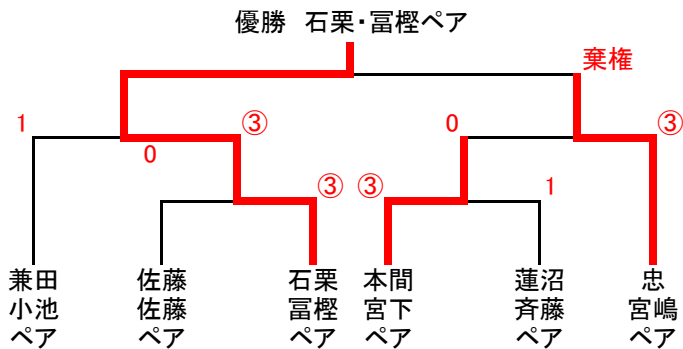 優勝 石栗・冨樫ペア
棄権
1
③
0
③
0
③
③
1
兼田
小池
ペア
佐藤
佐藤
ペア
石栗
冨樫
ペア
本間
宮下
ペア
蓮沼
斉藤
ペア
忠
宮嶋
ペア